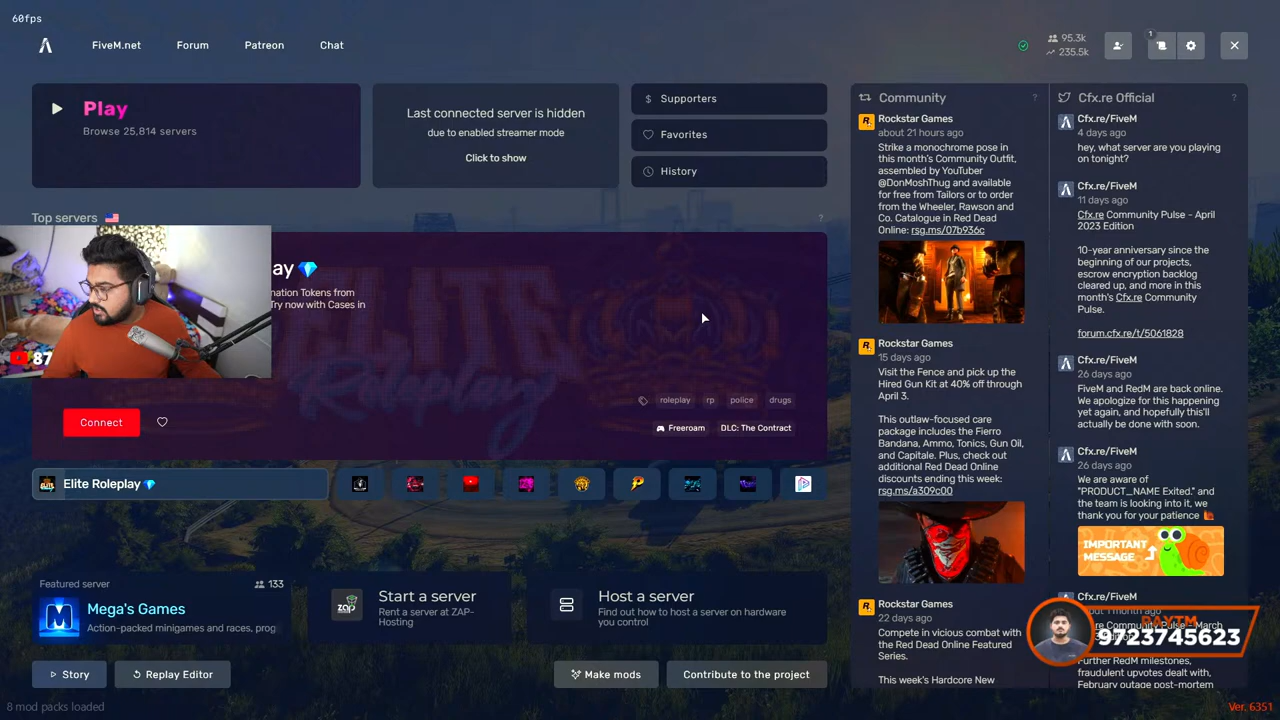 60fps
FiveM.net
Forum
Patreon
Chat
95.3k
235.5k
1
Play
Browse 25,814 servers
Last connected server is hidden
due to enabled streamer mode
Click to show
Supporters
Favorites
History
Top servers
?
ay
nation Tokens from
Try now with Cases in
87
Connect
roleplay
rp
police
drugs
Freeroam
DLC: The Contract
Elite Roleplay
Featured server
133
Mega's Games
Action-packed minigames and races, prog
ZAP
Start a server
Rent a server at ZAP-
Hosting
Host a server
Find out how to host a server on hardware
you control
Story
Replay Editor
Make mods
Contribute to the project
8 mod packs loaded
Community
?
Rockstar Games
about 21 hours ago
Strike a monochrome pose in
this month's Community Outfit,
assembled by YouTuber
@DonMoshThug and available
for free from Tailors or to order
from the Wheeler, Rawson and
Co. Catalogue in Red Dead
Online: rsg.ms/07b936c
Rockstar Games
15 days ago
Visit the Fence and pick up the
Hired Gun Kit at 40% off through
April 3.
This outlaw-focused care
package includes the Fierro
Bandana, Ammo, Tonics, Gun Oil,
and Capitale. Plus, check out
additional Red Dead Online
discounts ending this week:
rsg.ms/a309c00
Rockstar Games
22 days ago
Compete in vicious combat with
the Red Dead Online Featured
Series.
This week's Hardcore New
Cfx.re Official
?
Cfx.re/FiveM
4 days ago
hey, what server are you playing
on tonight?
Cfx.re/FiveM
11 days ago
Cfx.re Community Pulse - April
2023 Edition
10-year anniversary since the
beginning of our projects,
escrow encryption backlog
cleared up, and more in this
month's Cfx.re Community
Pulse.
forum.cfx.re/t/5061828
Cfx.re/FiveM
26 days ago
FiveM and RedM are back online.
We apologize for this happening
yet again, and hopefully this'll
actually be done with soon.
Cfx.re/FiveM
26 days ago
We are aware of
"PRODUCT_NAME Exited." and
the team is looking into it, we
thank you for your patience
IMPORTANT
MESSAGE
Cfx.re/FiveM
about 1 month ago
Community Pulse - March
PAYTM
9723745623
Further RedM milestones,
fraudulent upvotes dealt with,
February outage post-mortem
Ver. 6351